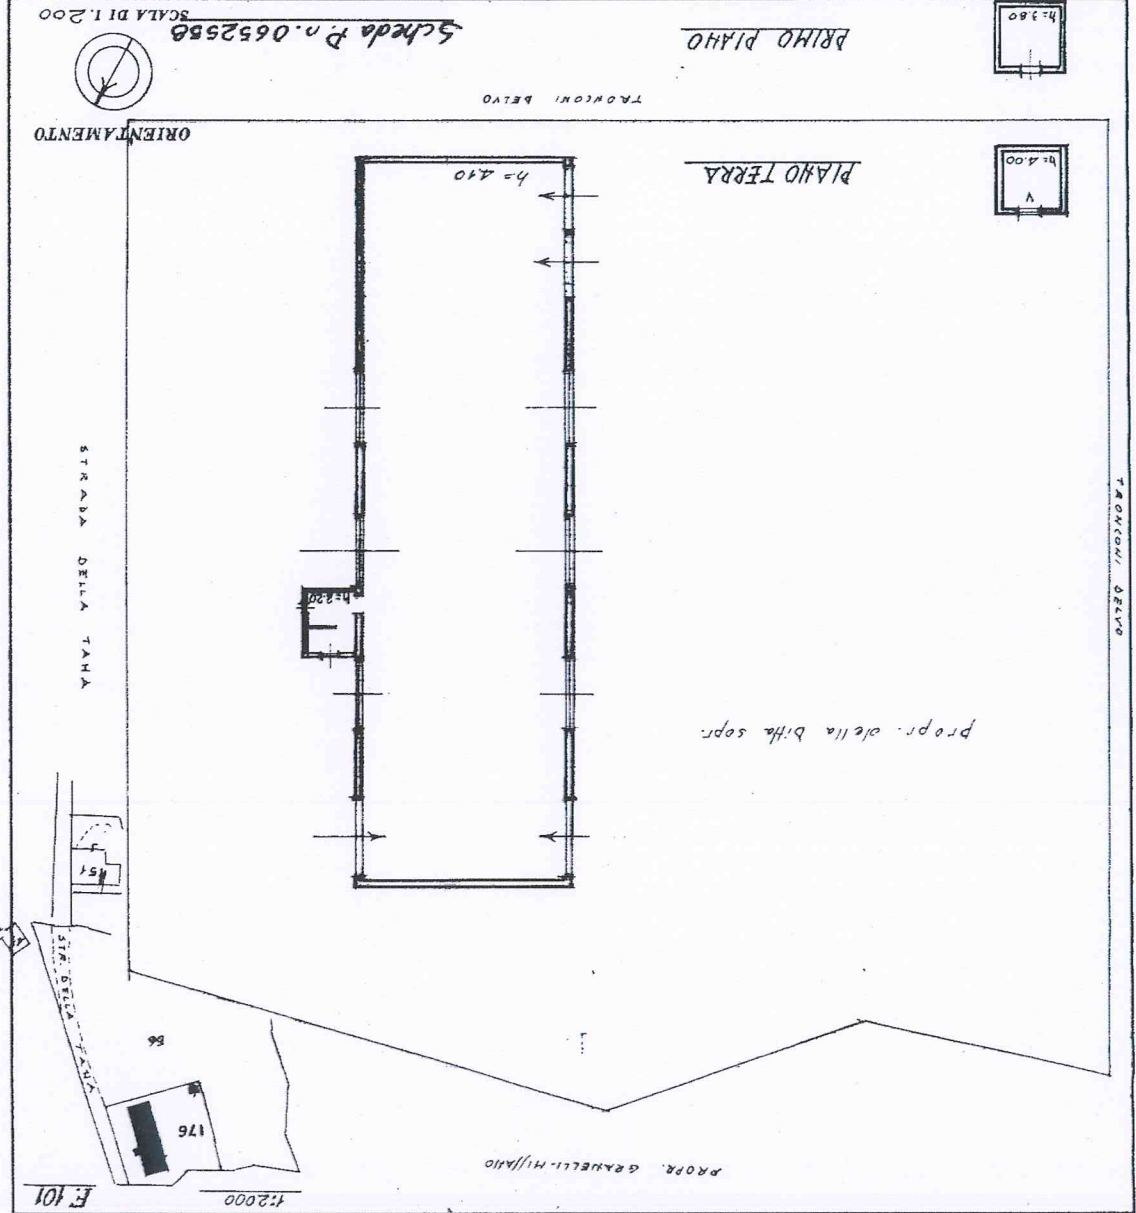 F. 101
1:2000
PROPR. GRANELLI-
176
56
STR. DELLA TANA
151
propr. della Ditta sopr.
h=2.20
STRADA DELLA TANA
TRONCONI DELVO
h= 4.10
PIANO TERRA
V
h= 4.00
ORIENTAMENTO
TRONCONI DELVO
PRIMO PIANO
h= 3.80
Scheda P. n. 0652558
SCALA DI 1:200